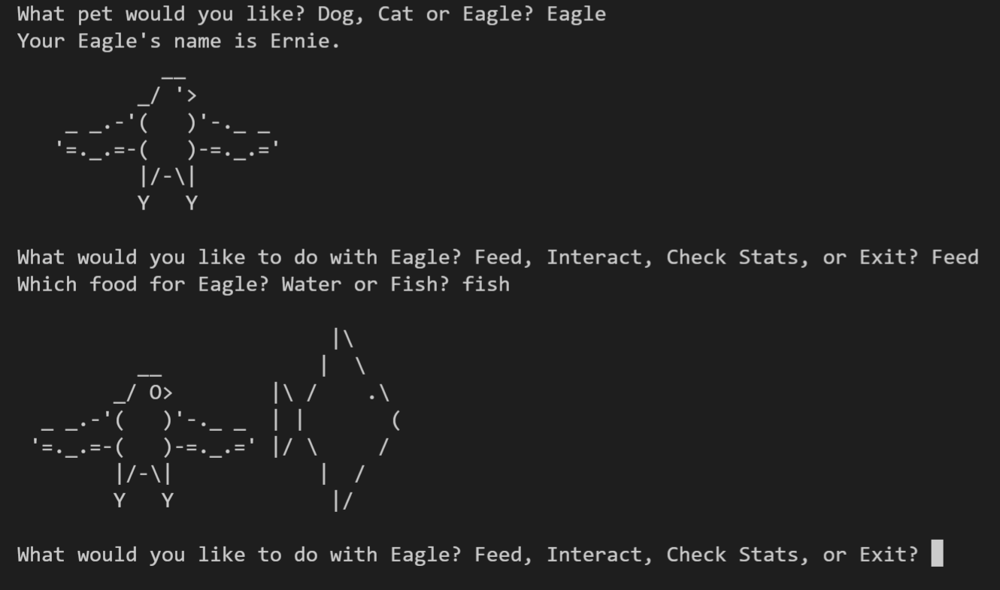 What pet would you like? Dog, Cat or Eagle? Eagle
Your Eagle's name is Ernie.
            __
          _/ '>
    _ _.-'(   )'-._ _
   '=._.=-(   )-=._.='
          |/-\|
          Y   Y
What would you like to do with Eagle? Feed, Interact, Check Stats, or Exit? Feed
Which food for Eagle? Water or Fish? fish
                          |\
          __             |  \
        _/ O>        |\ /    .\
  _ _.-'(   )'-._ _  | |       (
 '=._.=-(   )-=._.=' |/ \     /
        |/-\|            |  /
        Y   Y             |/
What would you like to do with Eagle? Feed, Interact, Check Stats, or Exit?